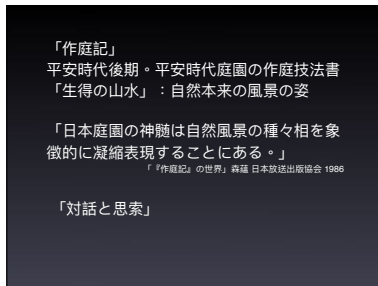 「作庭記」
平安時代後期。平安時代庭園の作庭技法書
「生得の山水」：自然本来の風景の姿
「日本庭園の神髄は自然風景の種々相を象
徴的に凝縮表現することにある。」
「『作庭記』の世界」森蘊 日本放送出版協会 1986
「対話と思索」